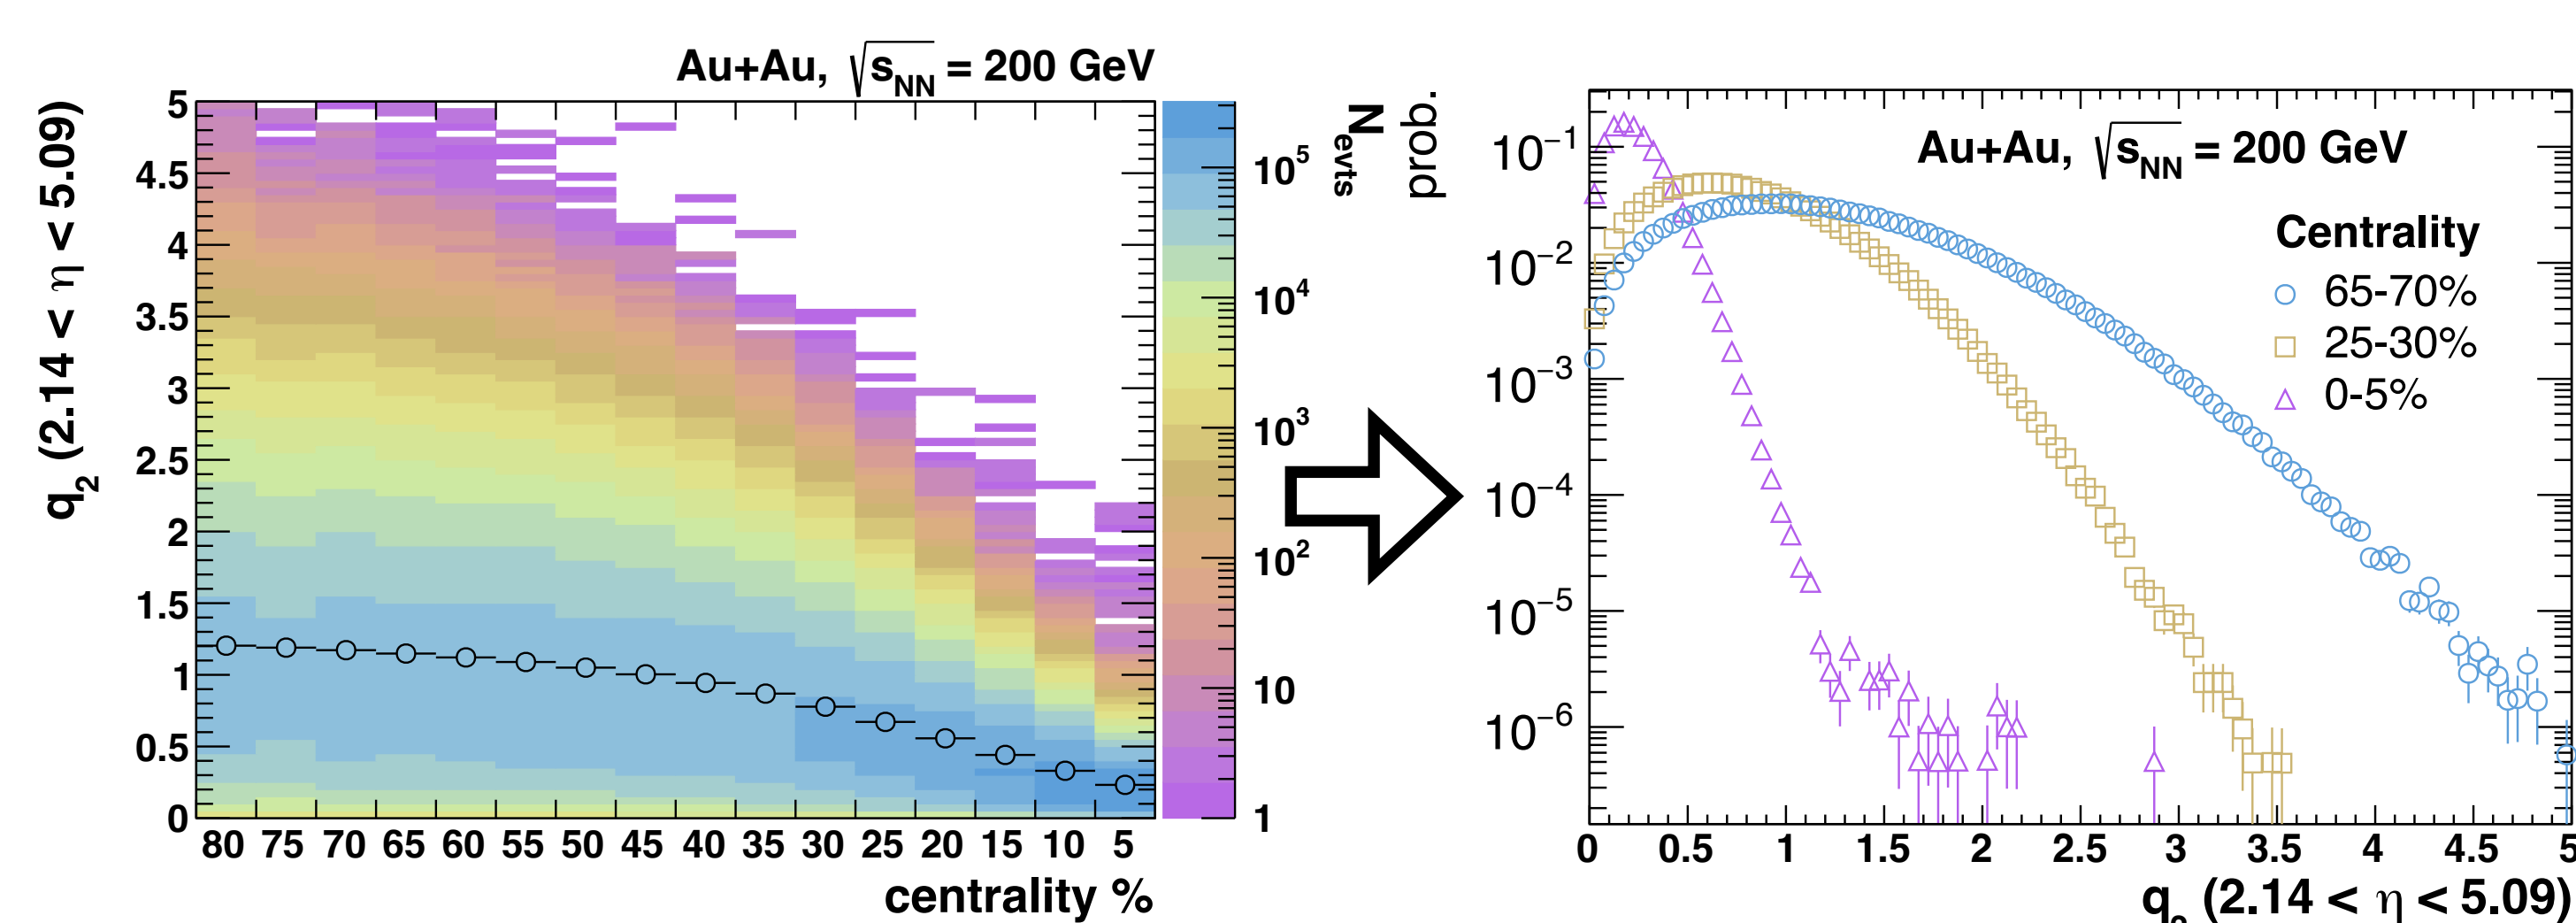 Au+Au, √sNN = 200 GeV
q2 (2.14 < η < 5.09)
5
4.5
4
3.5
3
2.5
2
1.5
1
0.5
0
80 75 70 65 60 55 50 45 40 35 30 25 20 15 10 5
centrality %
Nevts
10^5
10^4
10^3
10^2
10
1
prob.
10^−1
10^−2
10^−3
10^−4
10^−5
10^−6
Au+Au, √sNN = 200 GeV
Centrality
65-70%
25-30%
0-5%
0 0.5 1 1.5 2 2.5 3 3.5 4 4.5 5
q2 (2.14 < η < 5.09)